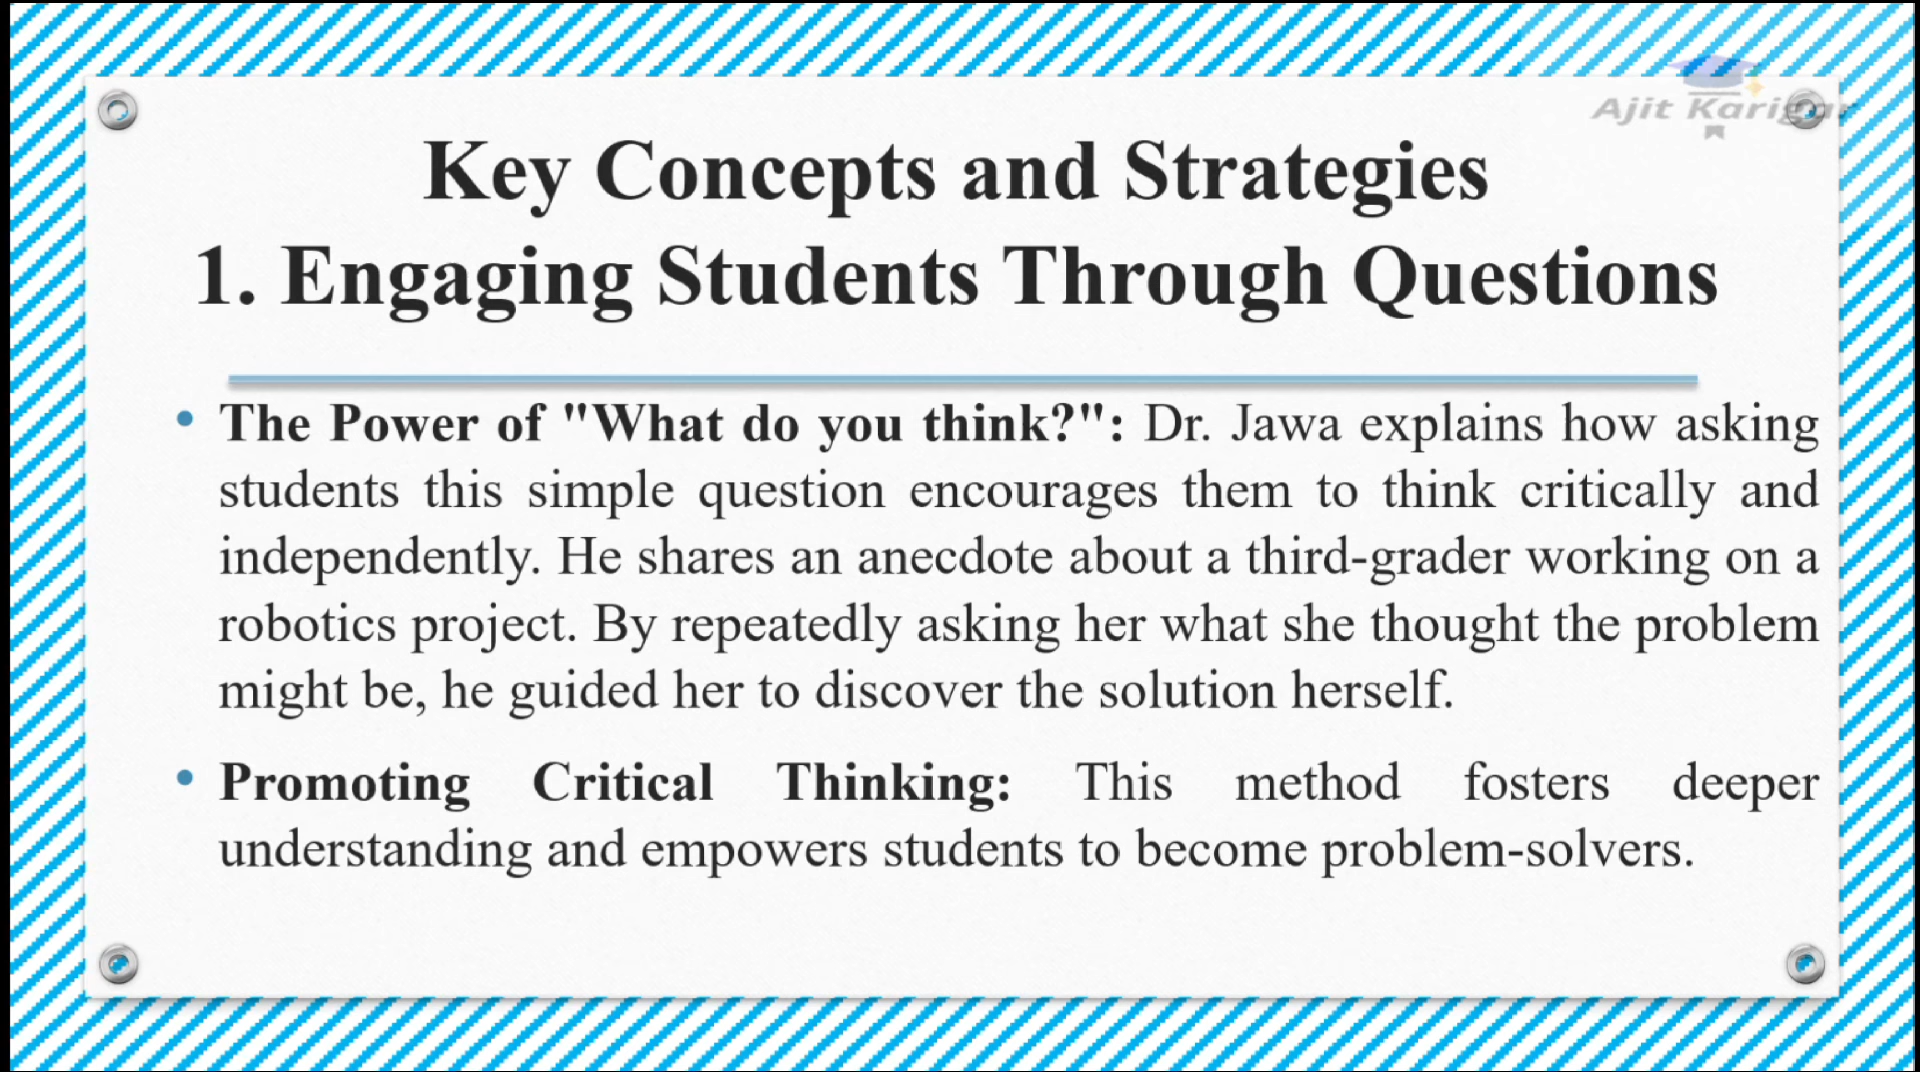 Ajit Karigar
Key Concepts and Strategies
1. Engaging Students Through Questions
• The Power of "What do you think?": Dr. Jawa explains how asking
students this simple question encourages them to think critically and
independently. He shares an anecdote about a third-grader working on a
robotics project. By repeatedly asking her what she thought the problem
might be, he guided her to discover the solution herself.
• Promoting Critical Thinking: This method fosters deeper
understanding and empowers students to become problem-solvers.